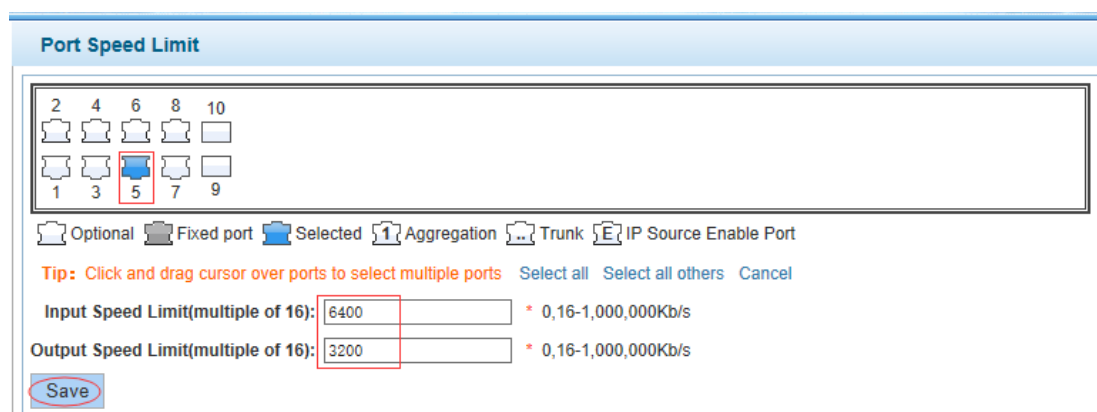 Port Speed Limit
2 4 6 8 10
1 3 5 7 9
Optional Fixed port Selected 1 Aggregation .. Trunk E IP Source Enable Port
Tip: Click and drag cursor over ports to select multiple ports Select all Select all others Cancel
Input Speed Limit(multiple of 16): 6400 * 0,16-1,000,000Kb/s
Output Speed Limit(multiple of 16): 3200 * 0,16-1,000,000Kb/s
Save